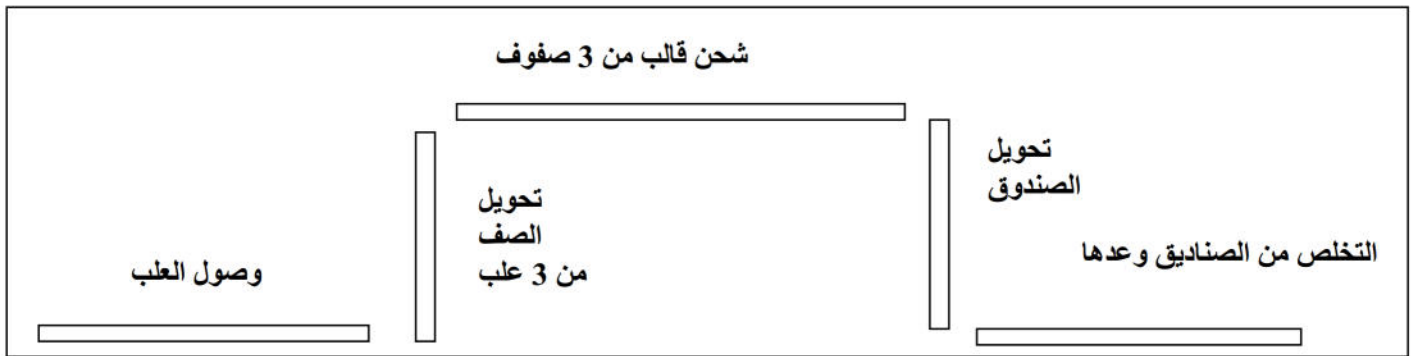 شحن قالب من 3 صفوف
تحويل
الصندوق
تحويل
الصف
من 3 علب
التخلص من الصناديق وعدها
وصول العلب